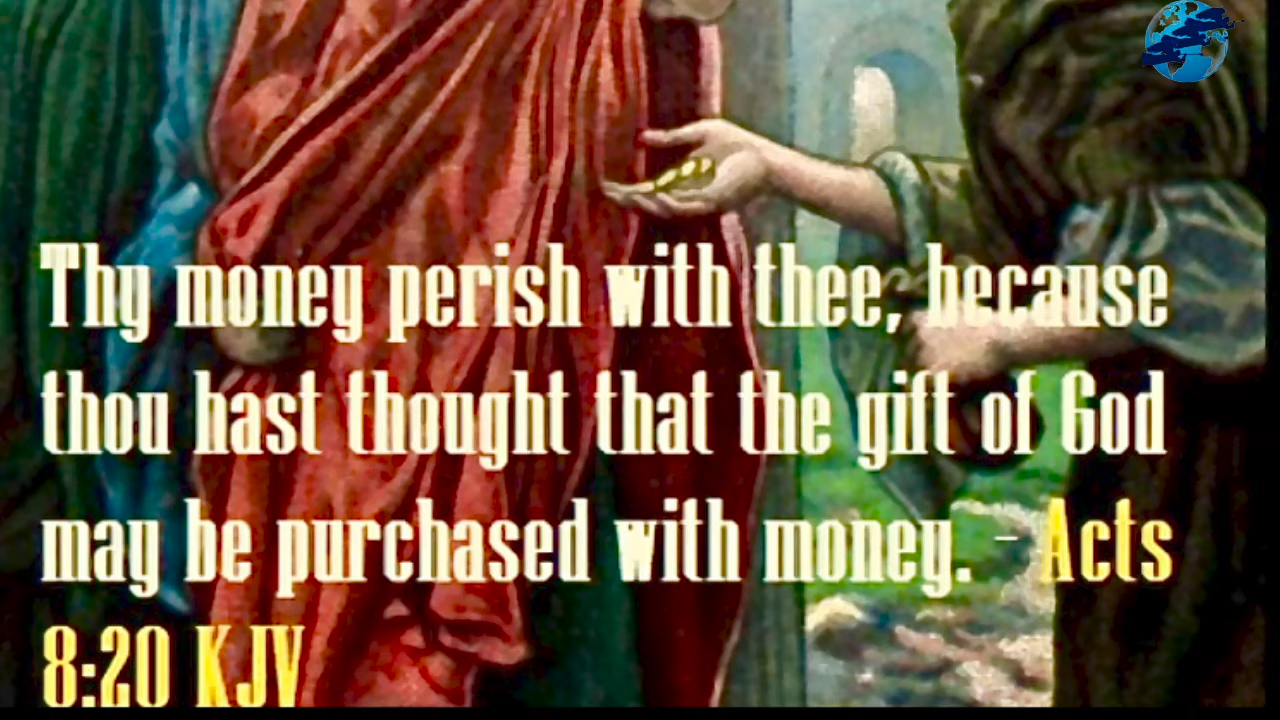 Thy money perish with thee, because
thou hast thought that the gift of God
may be purchased with money. - Acts
8:20 KJV